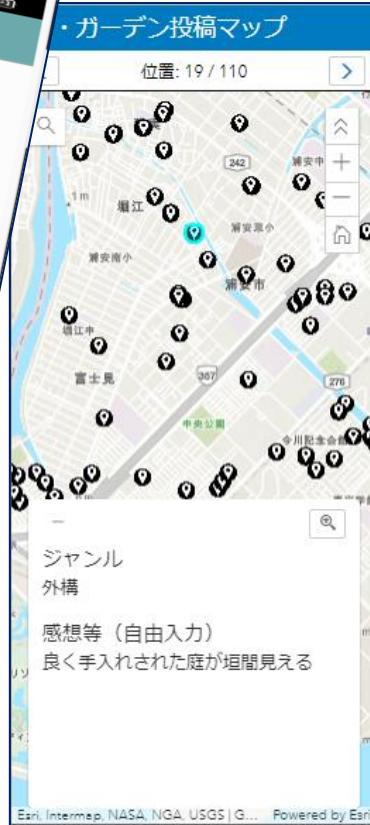 ・ガーデン投稿マップ
位置: 19 / 110
242
浦安中
1 m
堀江
浦安南小
浦安市
堀江中
富士見
367
276
中央公園
今川記念会館
ジャンル
外構
感想等（自由入力）
良く手入れされた庭が垣間見える
Esri, Intermap, NASA, NGA, USGS | G... Powered by Esri